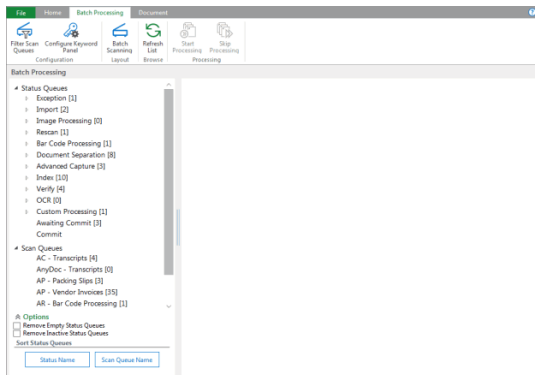 File Home Batch Processing Document
Filter Scan Queues Configure Keyword Panel Batch Scanning Refresh List Start Processing Skip Processing
Configuration Layout Browse Processing
Batch Processing
Status Queues
Exception [1]
Import [2]
Image Processing [0]
Rescan [1]
Bar Code Processing [1]
Document Separation [8]
Advanced Capture [3]
Index [10]
Verify [4]
OCR [0]
Custom Processing [1]
Awaiting Commit [3]
Commit
Scan Queues
AC - Transcripts [4]
AnyDoc - Transcripts [0]
AP - Packing Slips [3]
AP - Vendor Invoices [35]
AR - Bar Code Processing [1]
Options
Remove Empty Status Queues
Remove Inactive Status Queues
Sort Status Queues
Status Name Scan Queue Name